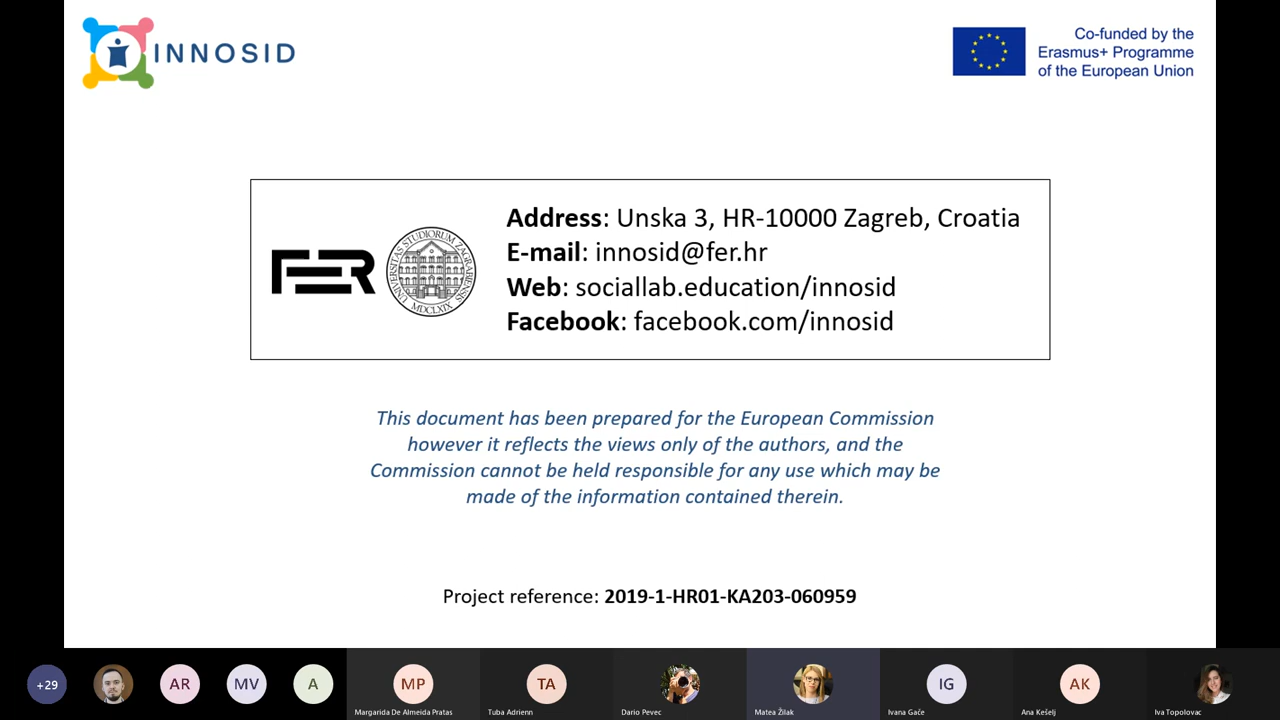 INNOSID
Co-funded by the
Erasmus+ Programme
of the European Union
FER
UNIVERSITAS STUDIORUM ZAGRABIENSIS
MDCLXIX
Address: Unska 3, HR-10000 Zagreb, Croatia
E-mail: innosid@fer.hr
Web: sociallab.education/innosid
Facebook: facebook.com/innosid
This document has been prepared for the European Commission
however it reflects the views only of the authors, and the
Commission cannot be held responsible for any use which may be
made of the information contained therein.
Project reference: 2019-1-HR01-KA203-060959
+29
AR
MV
A
MP
TA
IG
AK
Margarida De Almeida Pratas
Tuba Adrienn
Dario Pevec
Matea Žilak
Ivana Gaće
Ana Kešelj
Iva Topolovac